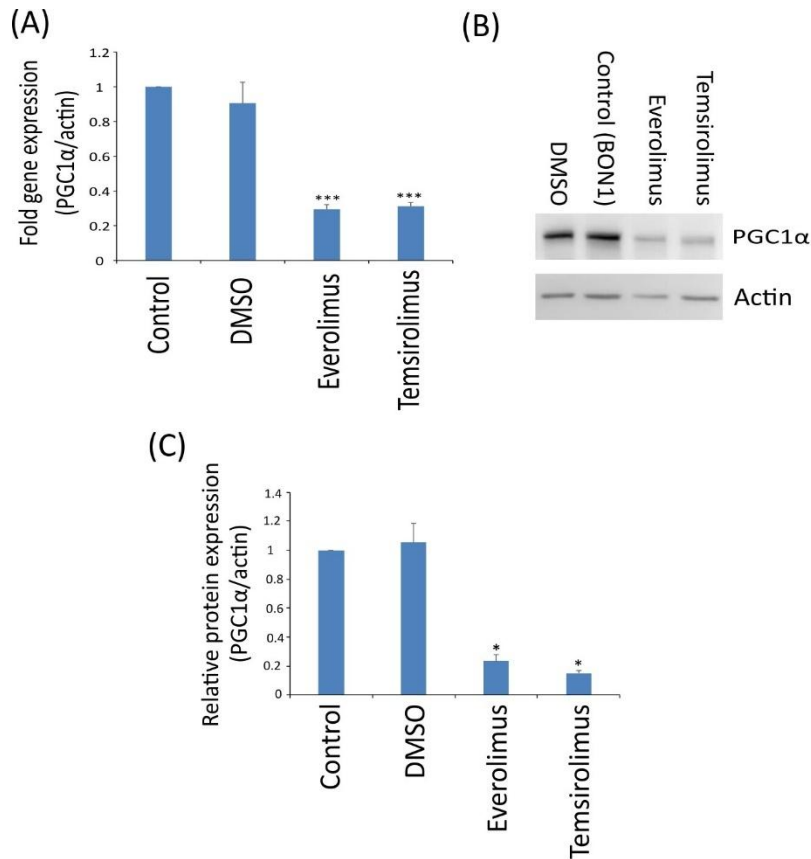 (A)
Fold gene expression
(PGC1α/actin)
1.2
1
0.8
0.6
0.4
0.2
0
***
***
Control
DMSO
Everolimus
Temsirolimus
(B)
DMSO
Control (BON1)
Everolimus
Temsirolimus
PGC1α
Actin
(C)
Relative protein expression
(PGC1α/actin)
1.4
1.2
1
0.8
0.6
0.4
0.2
0
*
*
Control
DMSO
Everolimus
Temsirolimus